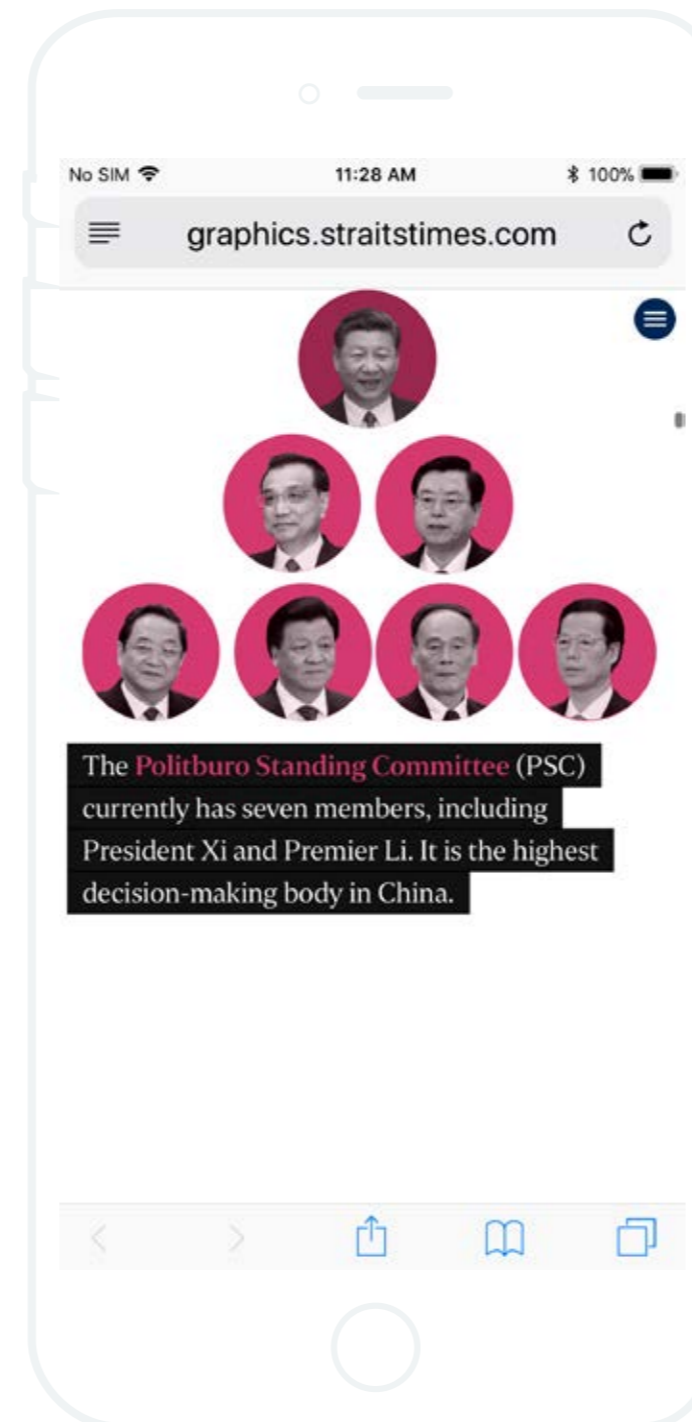 No SIM
11:28 AM
100%
graphics.straitstimes.com
The Politburo Standing Committee (PSC)
currently has seven members, including
President Xi and Premier Li. It is the highest
decision-making body in China.